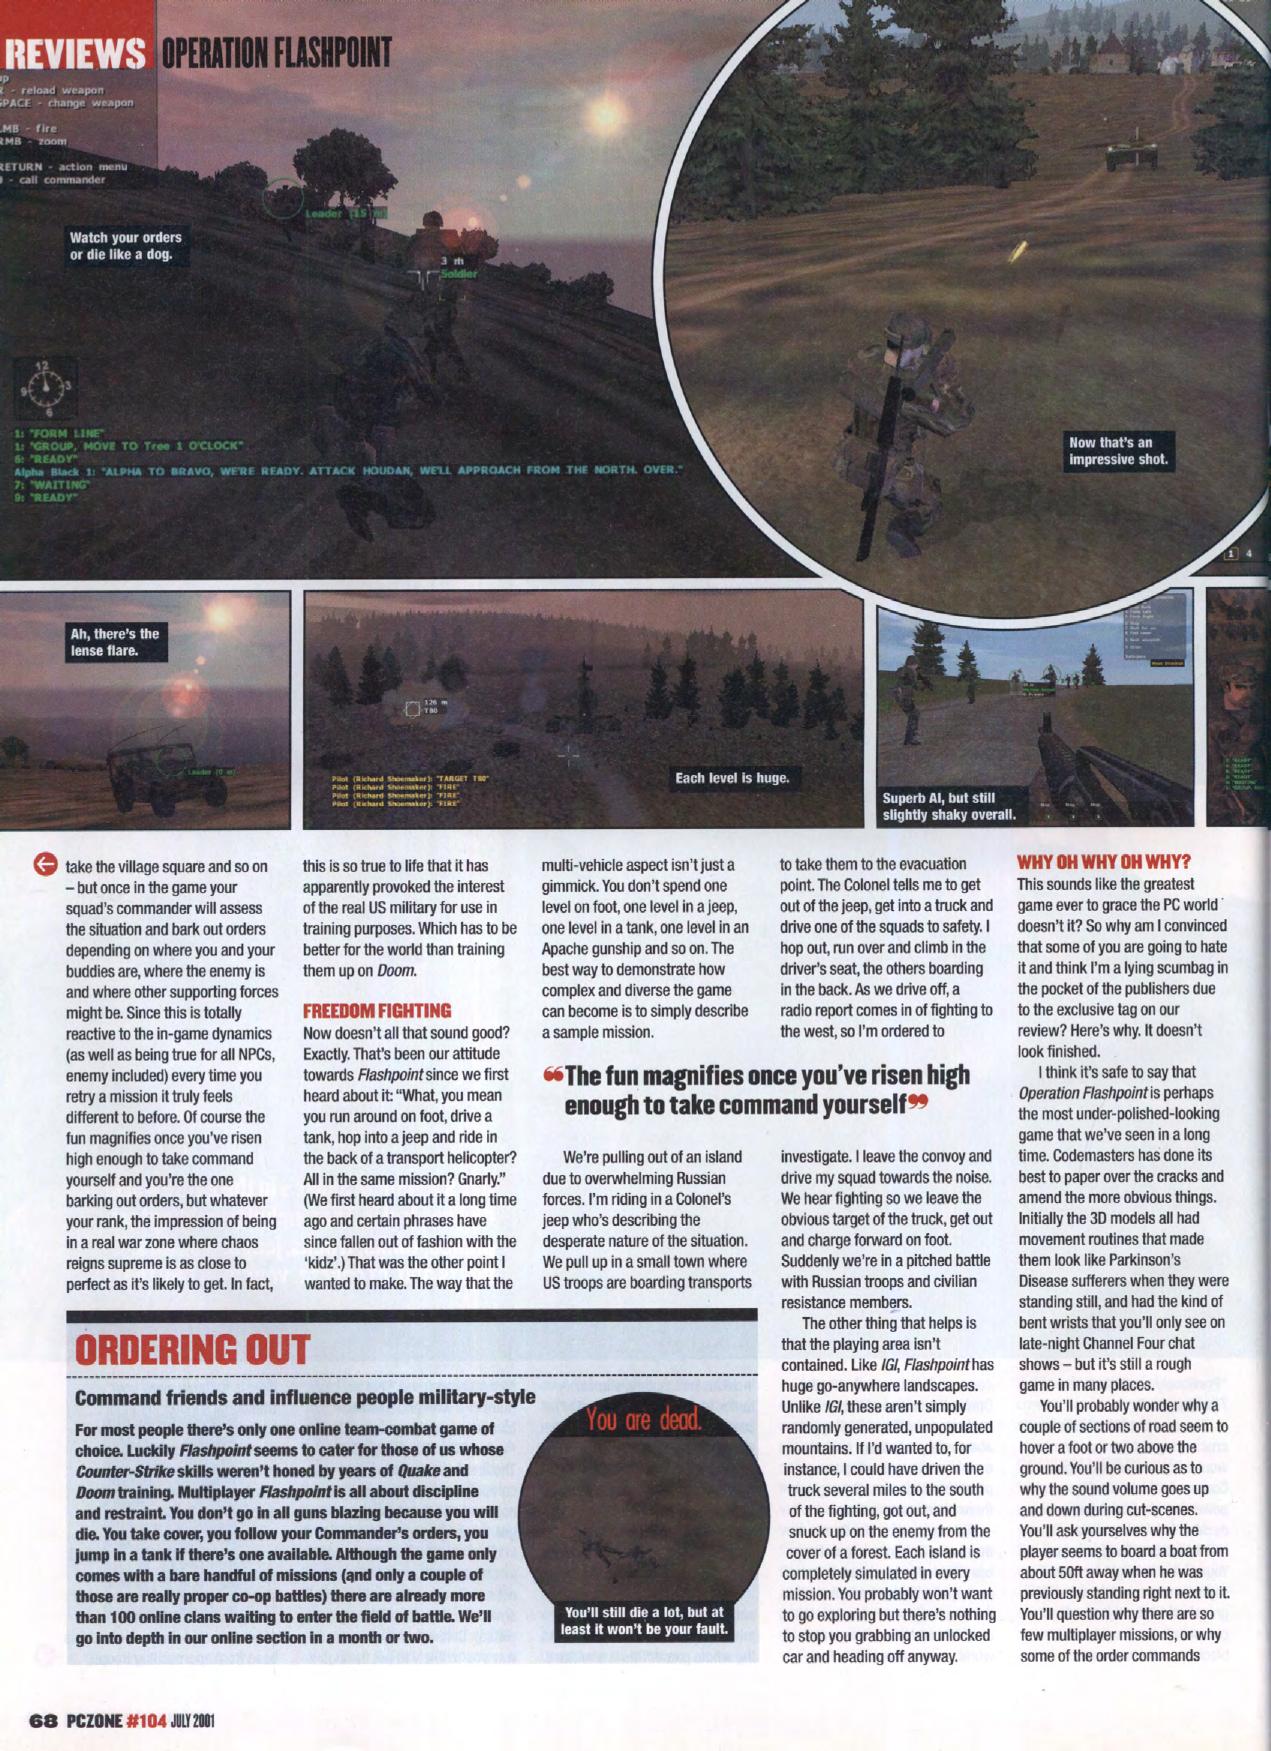 REVIEWS OPERATION FLASHPOINT
- reload weapon
SPACE - change weapon
LMB - fire
RMB - zoom
RETURN - action menu
0 - call commander
Leader (15 m)
3 m
Soldier
Watch your orders
or die like a dog.
12
3
6
9
1: "FORM LINE"
1: "GROUP, MOVE TO Tree 1 O'CLOCK"
6: "READY"
Alpha Black 1: "ALPHA TO BRAVO, WE'RE READY. ATTACK HOUDAN, WE'LL APPROACH FROM THE NORTH. OVER."
7: "WAITING"
9: "READY"
Now that's an
impressive shot.
1 4
Ah, there's the
lense flare.
Leader (0 m)
126 m
T80
Pilot (Richard Shoemaker): "TARGET T80"
Pilot (Richard Shoemaker): "FIRE"
Pilot (Richard Shoemaker): "FIRE"
Pilot (Richard Shoemaker): "FIRE"
Each level is huge.
Superb AI, but still
slightly shaky overall.
take the village square and so on
– but once in the game your
squad's commander will assess
the situation and bark out orders
depending on where you and your
buddies are, where the enemy is
and where other supporting forces
might be. Since this is totally
reactive to the in-game dynamics
(as well as being true for all NPCs,
enemy included) every time you
retry a mission it truly feels
different to before. Of course the
fun magnifies once you've risen
high enough to take command
yourself and you're the one
barking out orders, but whatever
your rank, the impression of being
in a real war zone where chaos
reigns supreme is as close to
perfect as it's likely to get. In fact,
this is so true to life that it has
apparently provoked the interest
of the real US military for use in
training purposes. Which has to be
better for the world than training
them up on Doom.
FREEDOM FIGHTING
Now doesn't all that sound good?
Exactly. That's been our attitude
towards Flashpoint since we first
heard about it: "What, you mean
you run around on foot, drive a
tank, hop into a jeep and ride in
the back of a transport helicopter?
All in the same mission? Gnarly."
(We first heard about it a long time
ago and certain phrases have
since fallen out of fashion with the
'kidz'.) That was the other point I
wanted to make. The way that the
multi-vehicle aspect isn't just a
gimmick. You don't spend one
level on foot, one level in a jeep,
one level in a tank, one level in an
Apache gunship and so on. The
best way to demonstrate how
complex and diverse the game
can become is to simply describe
a sample mission.
“The fun magnifies once you've risen high
enough to take command yourself”
We're pulling out of an island
due to overwhelming Russian
forces. I'm riding in a Colonel's
jeep who's describing the
desperate nature of the situation.
We pull up in a small town where
US troops are boarding transports
to take them to the evacuation
point. The Colonel tells me to get
out of the jeep, get into a truck and
drive one of the squads to safety. I
hop out, run over and climb in the
driver's seat, the others boarding
in the back. As we drive off, a
radio report comes in of fighting to
the west, so I'm ordered to
investigate. I leave the convoy and
drive my squad towards the noise.
We hear fighting so we leave the
obvious target of the truck, get out
and charge forward on foot.
Suddenly we're in a pitched battle
with Russian troops and civilian
resistance members.
The other thing that helps is
that the playing area isn't
contained. Like IGI, Flashpoint has
huge go-anywhere landscapes.
Unlike IGI, these aren't simply
randomly generated, unpopulated
mountains. If I'd wanted to, for
instance, I could have driven the
truck several miles to the south
of the fighting, got out, and
snuck up on the enemy from the
cover of a forest. Each island is
completely simulated in every
mission. You probably won't want
to go exploring but there's nothing
to stop you grabbing an unlocked
car and heading off anyway.
WHY OH WHY OH WHY?
This sounds like the greatest
game ever to grace the PC world
doesn't it? So why am I convinced
that some of you are going to hate
it and think I'm a lying scumbag in
the pocket of the publishers due
to the exclusive tag on our
review? Here's why. It doesn't
look finished.
I think it's safe to say that
Operation Flashpoint is perhaps
the most under-polished-looking
game that we've seen in a long
time. Codemasters has done its
best to paper over the cracks and
amend the more obvious things.
Initially the 3D models all had
movement routines that made
them look like Parkinson's
Disease sufferers when they were
standing still, and had the kind of
bent wrists that you'll only see on
late-night Channel Four chat
shows – but it's still a rough
game in many places.
You'll probably wonder why a
couple of sections of road seem to
hover a foot or two above the
ground. You'll be curious as to
why the sound volume goes up
and down during cut-scenes.
You'll ask yourselves why the
player seems to board a boat from
about 50ft away when he was
previously standing right next to it.
You'll question why there are so
few multiplayer missions, or why
some of the order commands
ORDERING OUT
Command friends and influence people military-style
For most people there's only one online team-combat game of
choice. Luckily Flashpoint seems to cater for those of us whose
Counter-Strike skills weren't honed by years of Quake and
Doom training. Multiplayer Flashpoint is all about discipline
and restraint. You don't go in all guns blazing because you will
die. You take cover, you follow your Commander's orders, you
jump in a tank if there's one available. Although the game only
comes with a bare handful of missions (and only a couple of
those are really proper co-op battles) there are already more
than 100 online clans waiting to enter the field of battle. We'll
go into depth in our online section in a month or two.
You are dead.
You'll still die a lot, but at
least it won't be your fault.
68 PCZONE #104 JULY 2001